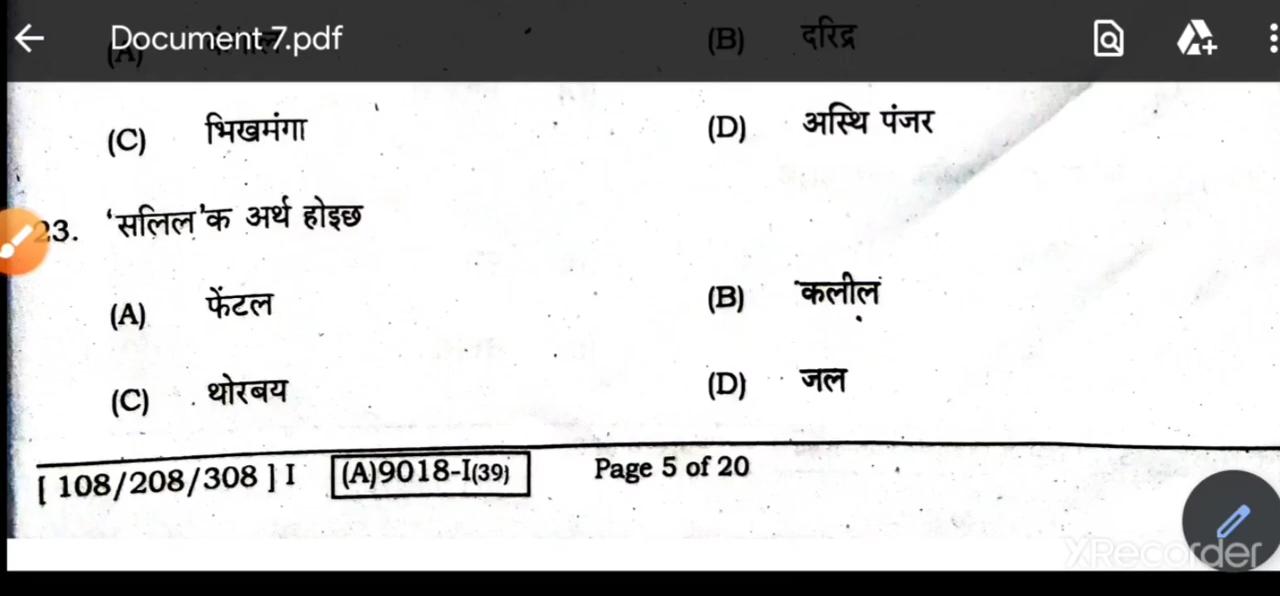 Document 7.pdf
(A) कंगाल (B) दरिद्र
(C) भिखमंगा (D) अस्थि पंजर
23. 'सलिल'क अर्थ होइछ
(A) फेंटल (B) कलील
(C) थोरबय (D) जल
[ 108/208/308 ] I (A)9018-I(39) Page 5 of 20
XRecorder